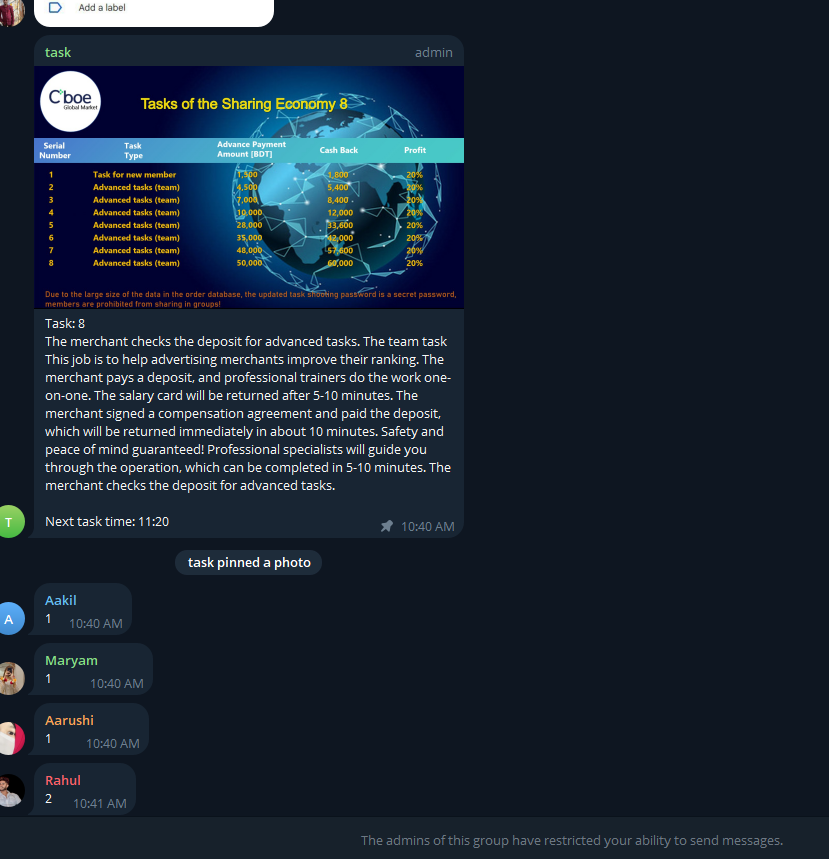 Add a label
task admin
Cboe
Global Market
Tasks of the Sharing Economy 8
Serial Number Task Type Advance Payment Amount [BDT] Cash Back Profit
1 Task for new member 1,500 1,800 20%
2 Advanced tasks (team) 4,500 5,400 20%
3 Advanced tasks (team) 7,000 8,400 20%
4 Advanced tasks (team) 10,000 12,000 20%
5 Advanced tasks (team) 28,000 33,600 20%
6 Advanced tasks (team) 35,000 42,000 20%
7 Advanced tasks (team) 48,000 57,600 20%
8 Advanced tasks (team) 50,000 60,000 20%
Due to the large size of the data in the order database, the updated task shooting password is a secret password,
members are prohibited from sharing in groups!
Task: 8
The merchant checks the deposit for advanced tasks. The team task
This job is to help advertising merchants improve their ranking. The
merchant pays a deposit, and professional trainers do the work one-
on-one. The salary card will be returned after 5-10 minutes. The
merchant signed a compensation agreement and paid the deposit,
which will be returned immediately in about 10 minutes. Safety and
peace of mind guaranteed! Professional specialists will guide you
through the operation, which can be completed in 5-10 minutes. The
merchant checks the deposit for advanced tasks.
Next task time: 11:20
T
10:40 AM
task pinned a photo
Aakil
A
1 10:40 AM
Maryam
1 10:40 AM
Aarushi
1 10:40 AM
Rahul
2 10:41 AM
The admins of this group have restricted your ability to send messages.